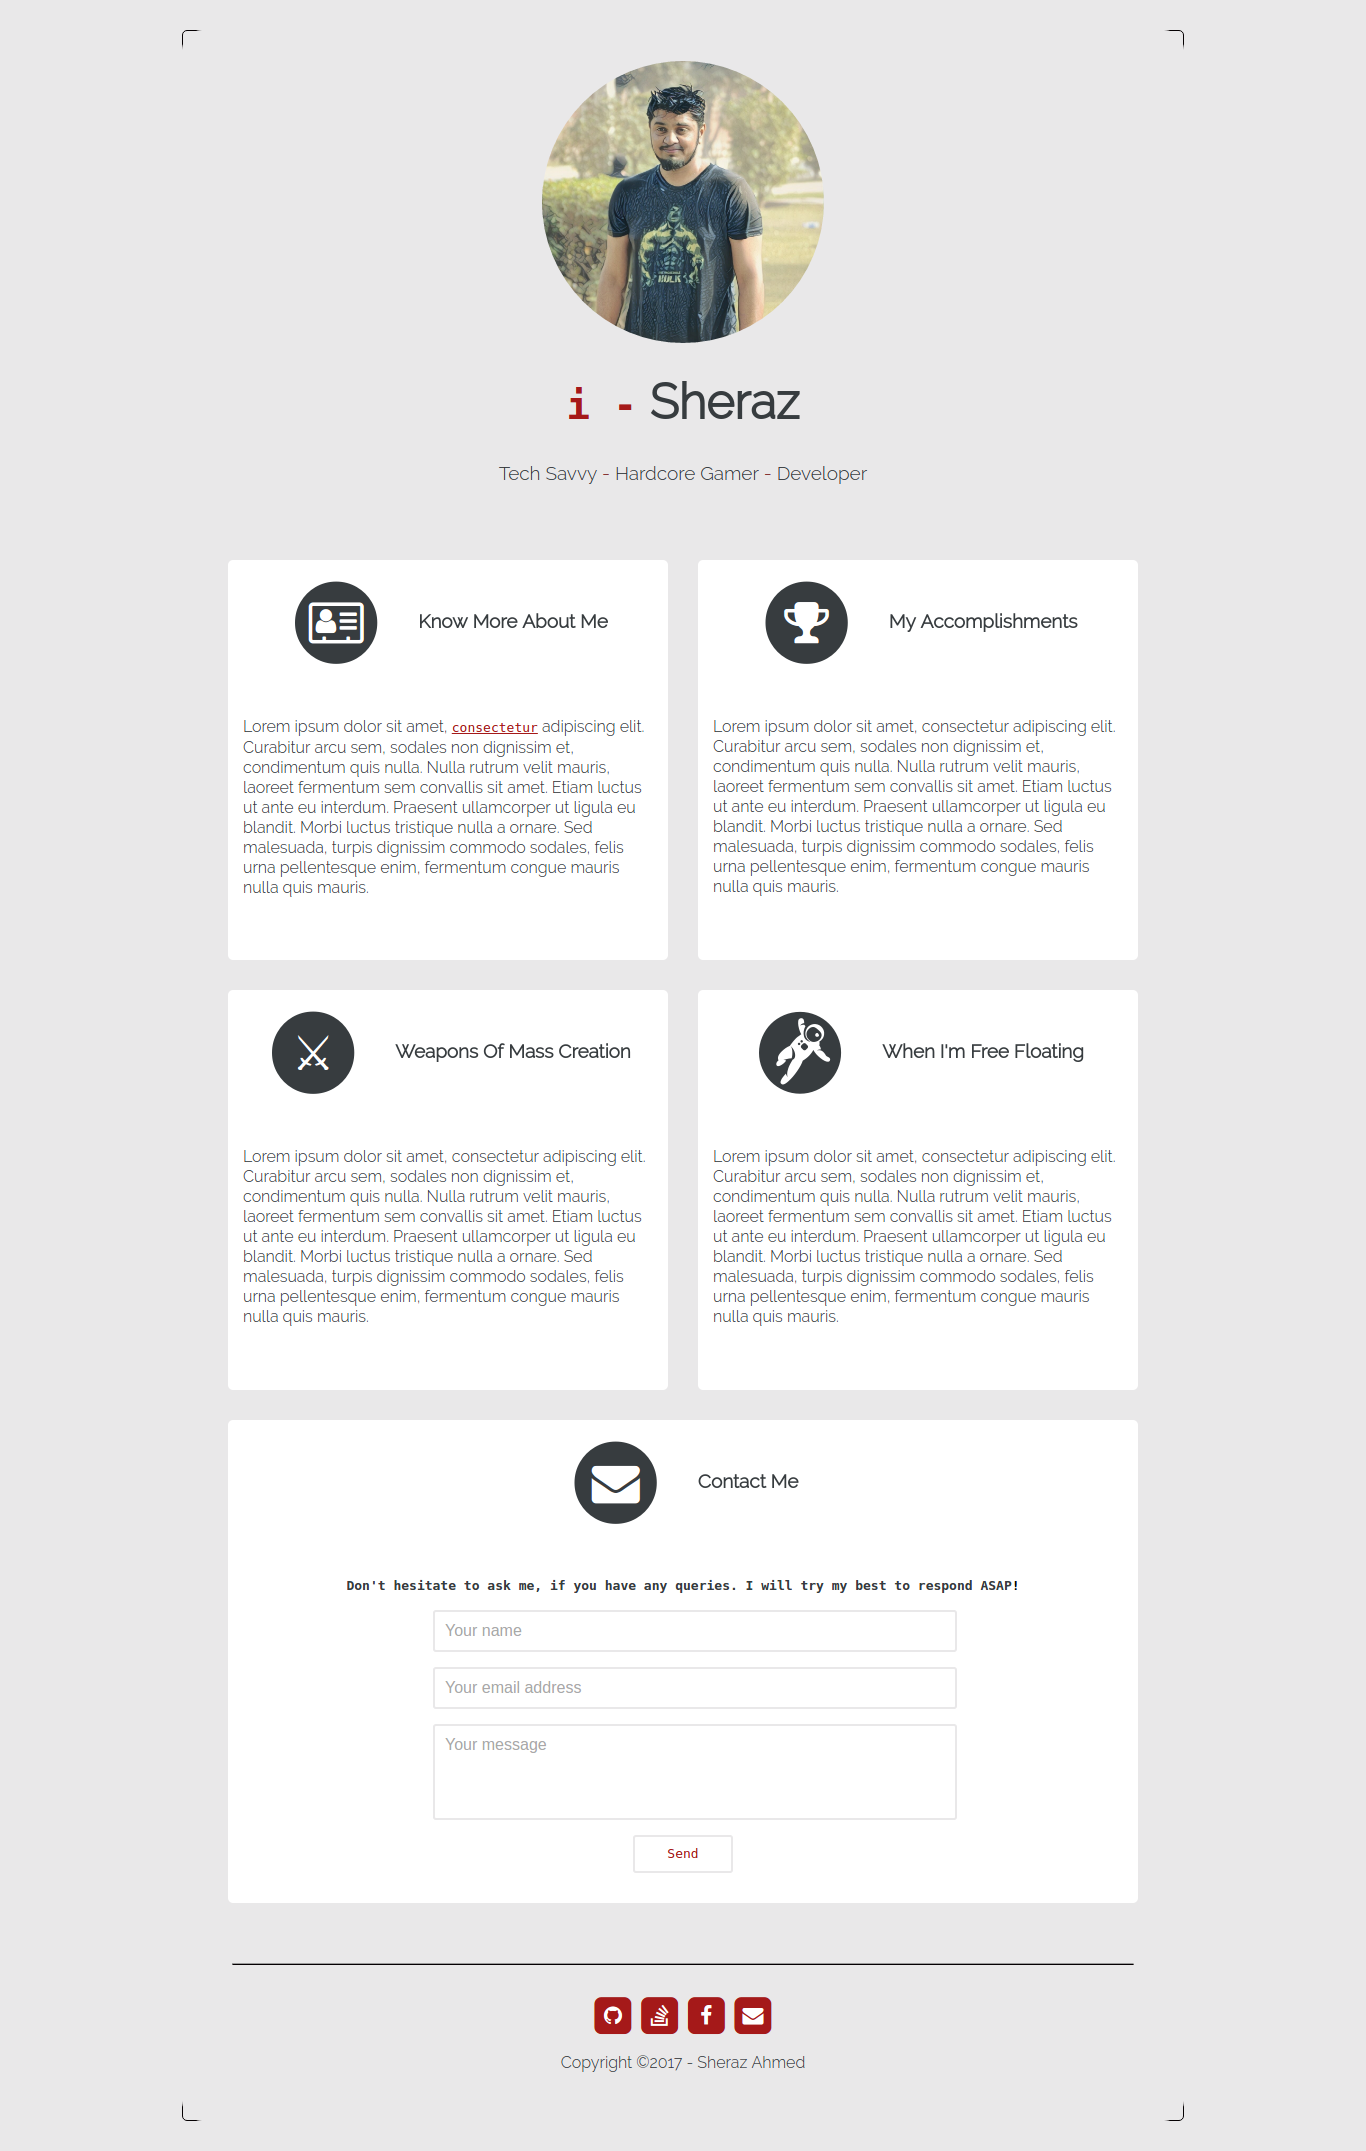 HULK
i - Sheraz
Tech Savvy - Hardcore Gamer - Developer
Know More About Me
Lorem ipsum dolor sit amet, consectetur adipiscing elit.
Curabitur arcu sem, sodales non dignissim et,
condimentum quis nulla. Nulla rutrum velit mauris,
laoreet fermentum sem convallis sit amet. Etiam luctus
ut ante eu interdum. Praesent ullamcorper ut ligula eu
blandit. Morbi luctus tristique nulla a ornare. Sed
malesuada, turpis dignissim commodo sodales, felis
urna pellentesque enim, fermentum congue mauris
nulla quis mauris.
My Accomplishments
Lorem ipsum dolor sit amet, consectetur adipiscing elit.
Curabitur arcu sem, sodales non dignissim et,
condimentum quis nulla. Nulla rutrum velit mauris,
laoreet fermentum sem convallis sit amet. Etiam luctus
ut ante eu interdum. Praesent ullamcorper ut ligula eu
blandit. Morbi luctus tristique nulla a ornare. Sed
malesuada, turpis dignissim commodo sodales, felis
urna pellentesque enim, fermentum congue mauris
nulla quis mauris.
Weapons Of Mass Creation
Lorem ipsum dolor sit amet, consectetur adipiscing elit.
Curabitur arcu sem, sodales non dignissim et,
condimentum quis nulla. Nulla rutrum velit mauris,
laoreet fermentum sem convallis sit amet. Etiam luctus
ut ante eu interdum. Praesent ullamcorper ut ligula eu
blandit. Morbi luctus tristique nulla a ornare. Sed
malesuada, turpis dignissim commodo sodales, felis
urna pellentesque enim, fermentum congue mauris
nulla quis mauris.
When I'm Free Floating
Lorem ipsum dolor sit amet, consectetur adipiscing elit.
Curabitur arcu sem, sodales non dignissim et,
condimentum quis nulla. Nulla rutrum velit mauris,
laoreet fermentum sem convallis sit amet. Etiam luctus
ut ante eu interdum. Praesent ullamcorper ut ligula eu
blandit. Morbi luctus tristique nulla a ornare. Sed
malesuada, turpis dignissim commodo sodales, felis
urna pellentesque enim, fermentum congue mauris
nulla quis mauris.
Contact Me
Don't hesitate to ask me, if you have any queries. I will try my best to respond ASAP!
Your name
Your email address
Your message
Send
Copyright ©2017 - Sheraz Ahmed